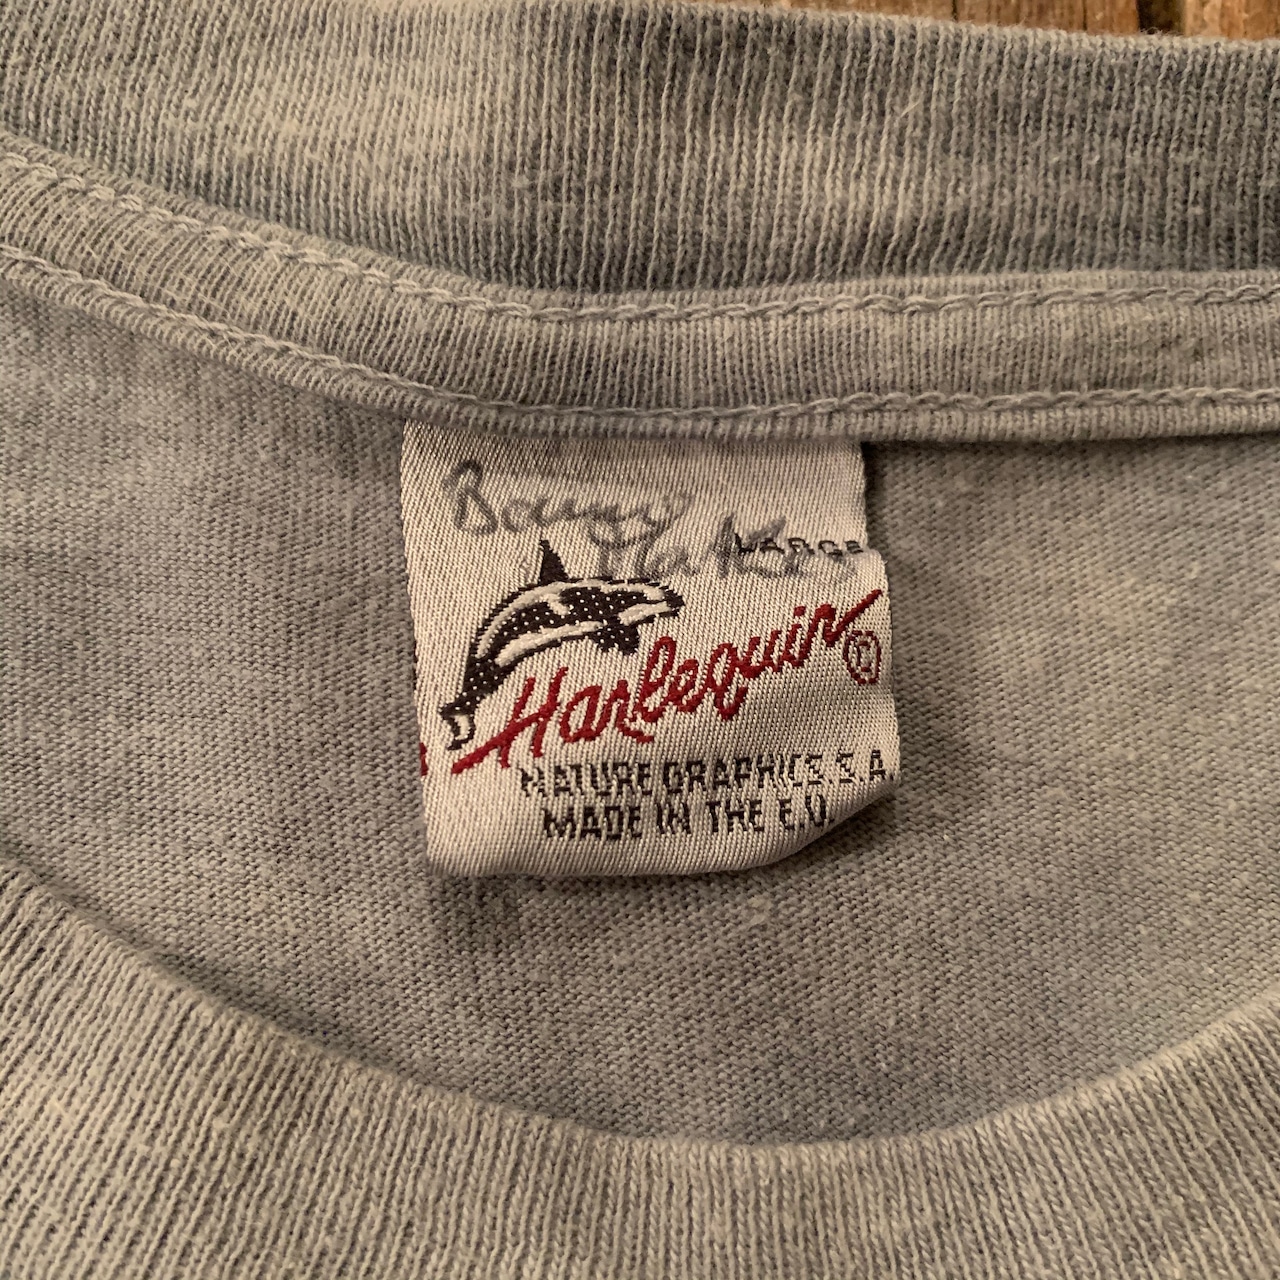 LARGE
Harlequin
NATURE GRAPHICS. S.A.
MADE IN THE E.U.